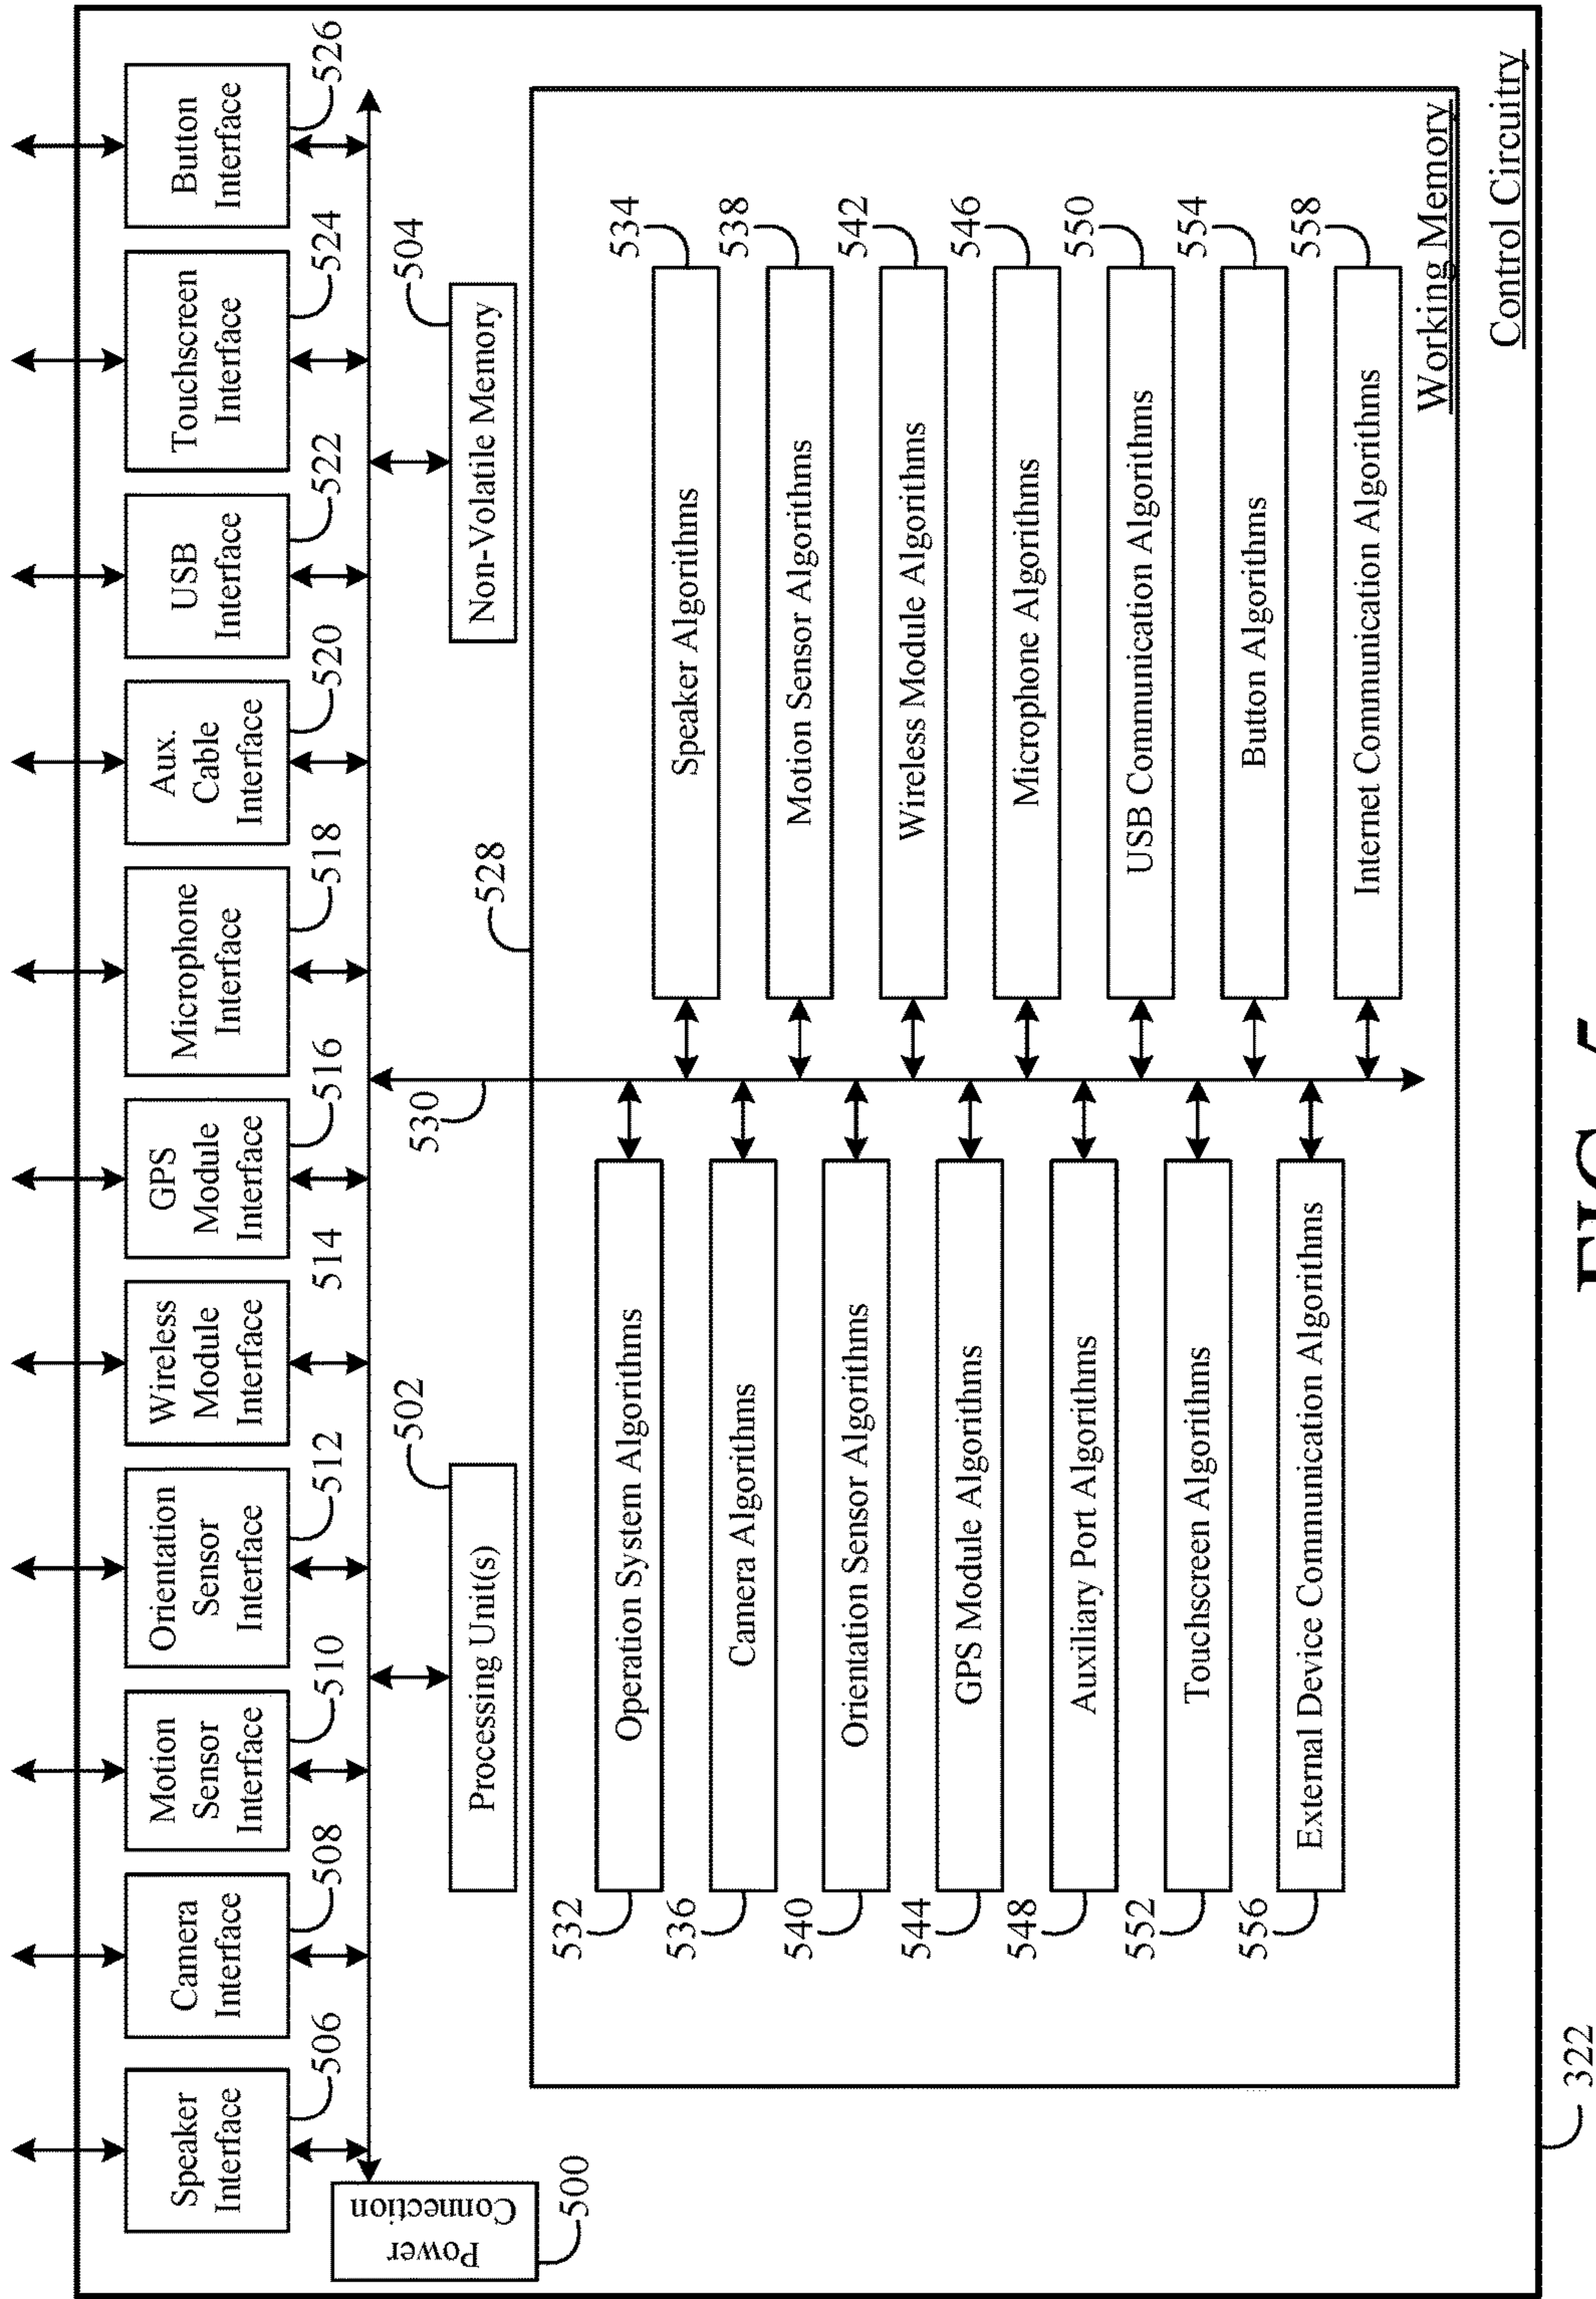 Speaker
Interface
506
Camera
Interface
508
Motion
Sensor
Interface
510
Orientation
Sensor
Interface
512
Wireless
Module
Interface
514
GPS
Module
Interface
516
Microphone
Interface
518
Aux.
Cable
Interface
520
USB
Interface
522
Touchscreen
Interface
524
Button
Interface
526
Power
Connection
500
Processing Unit(s)
502
530
528
Non-Volatile Memory
504
532
Operation System Algorithms
Speaker Algorithms
534
536
Camera Algorithms
Motion Sensor Algorithms
538
540
Orientation Sensor Algorithms
Wireless Module Algorithms
542
544
GPS Module Algorithms
Microphone Algorithms
546
548
Auxiliary Port Algorithms
USB Communication Algorithms
550
552
Touchscreen Algorithms
Button Algorithms
554
556
External Device Communication Algorithms
Internet Communication Algorithms
558
Working Memory
Control Circuitry
322